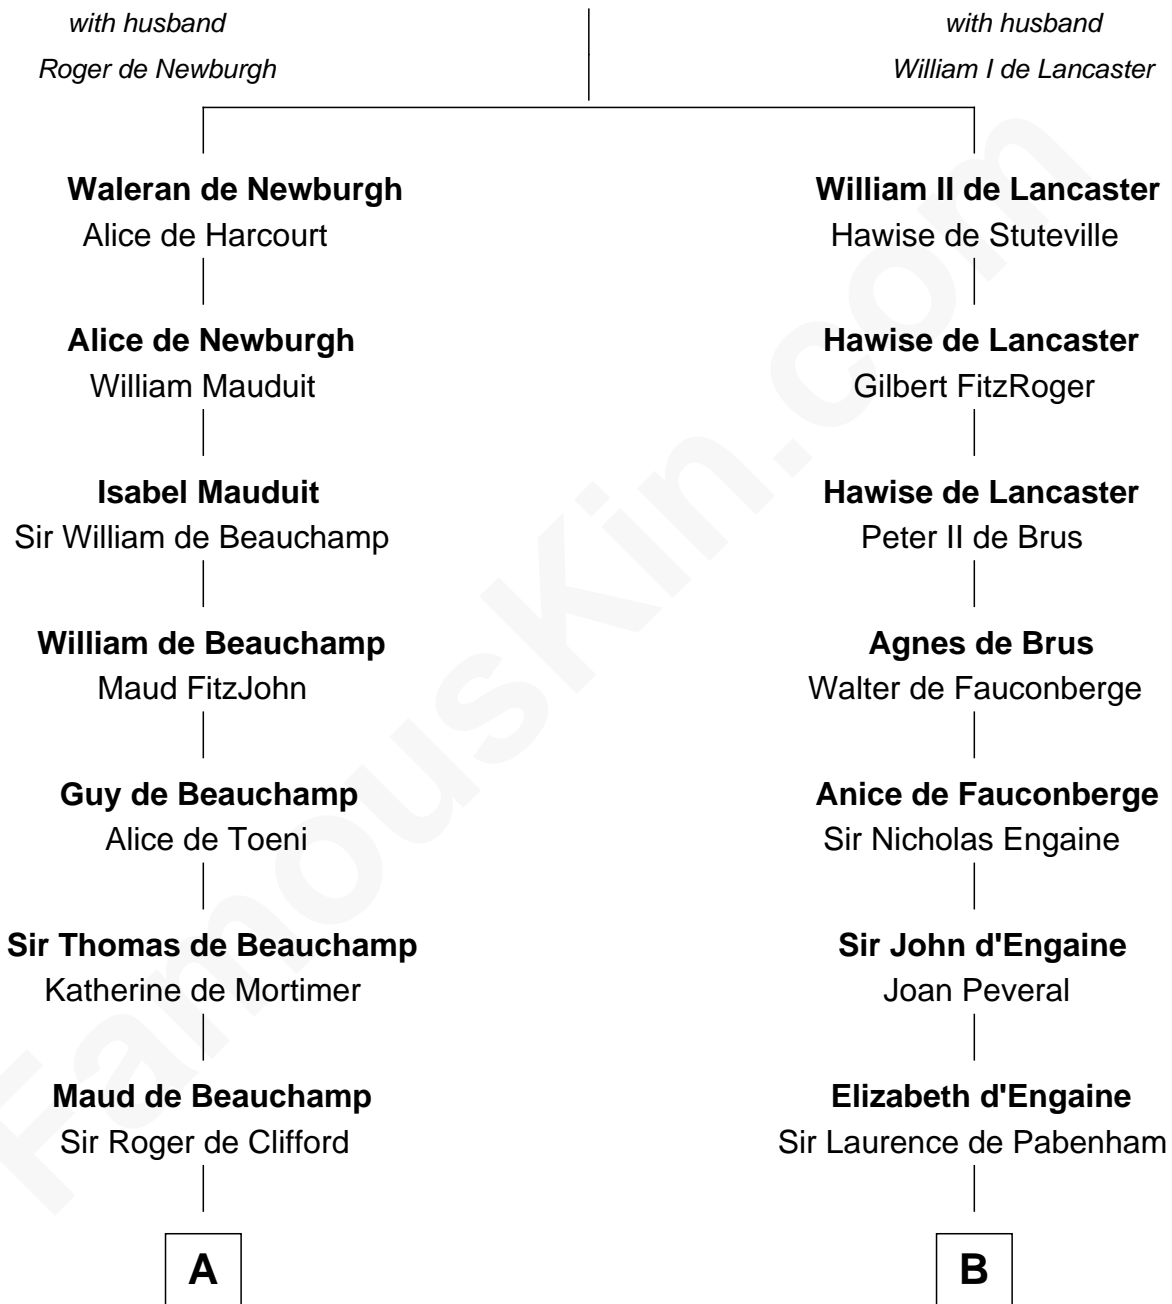 with husband
Roger de Newburgh
with husband
William I de Lancaster
Waleran de Newburgh
Alice de Harcourt
William II de Lancaster
Hawise de Stuteville
Alice de Newburgh
William Mauduit
Hawise de Lancaster
Gilbert FitzRoger
Isabel Mauduit
Sir William de Beauchamp
Hawise de Lancaster
Peter II de Brus
William de Beauchamp
Maud FitzJohn
Agnes de Brus
Walter de Fauconberge
Guy de Beauchamp
Alice de Toeni
Anice de Fauconberge
Sir Nicholas Engaine
Sir Thomas de Beauchamp
Katherine de Mortimer
Sir John d'Engaine
Joan Peveral
Maud de Beauchamp
Sir Roger de Clifford
Elizabeth d'Engaine
Sir Laurence de Pabenham
A
B
FamousKin.com